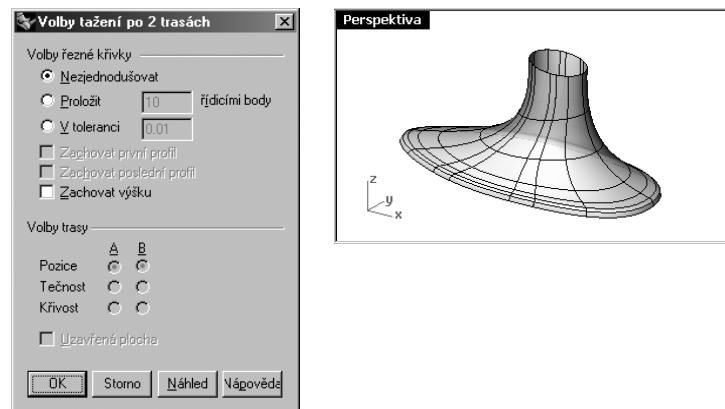 Volby tažení po 2 trasách
Volby řezné křivky
Nezjednodušovat
Proložit 10 řídicími body
V toleranci 0.01
Zachovat první profil
Zachovat poslední profil
Zachovat výšku
Volby trasy
A B
Pozice
Tečnost
Křivost
Uzavřená plocha
OK Storno Náhled Nápověda
Perspektiva
z
y
x